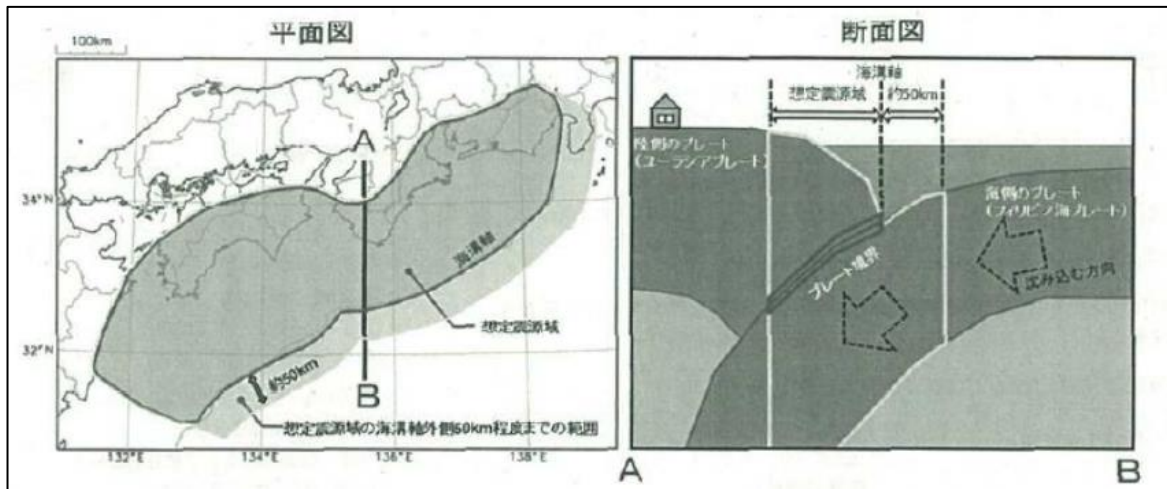 平面図
100km
A
34°N
海溝軸
想定震源域
32°N
約50km
B
想定震源域の海溝軸外側50km程度までの範囲
132°E
134°E
136°E
138°E
断面図
海溝軸
想定震源域
約50km
陸側のプレート
(ユーラシアプレート)
海側のプレート
(フィリピン海プレート)
プレート境界
沈み込む方向
A
B